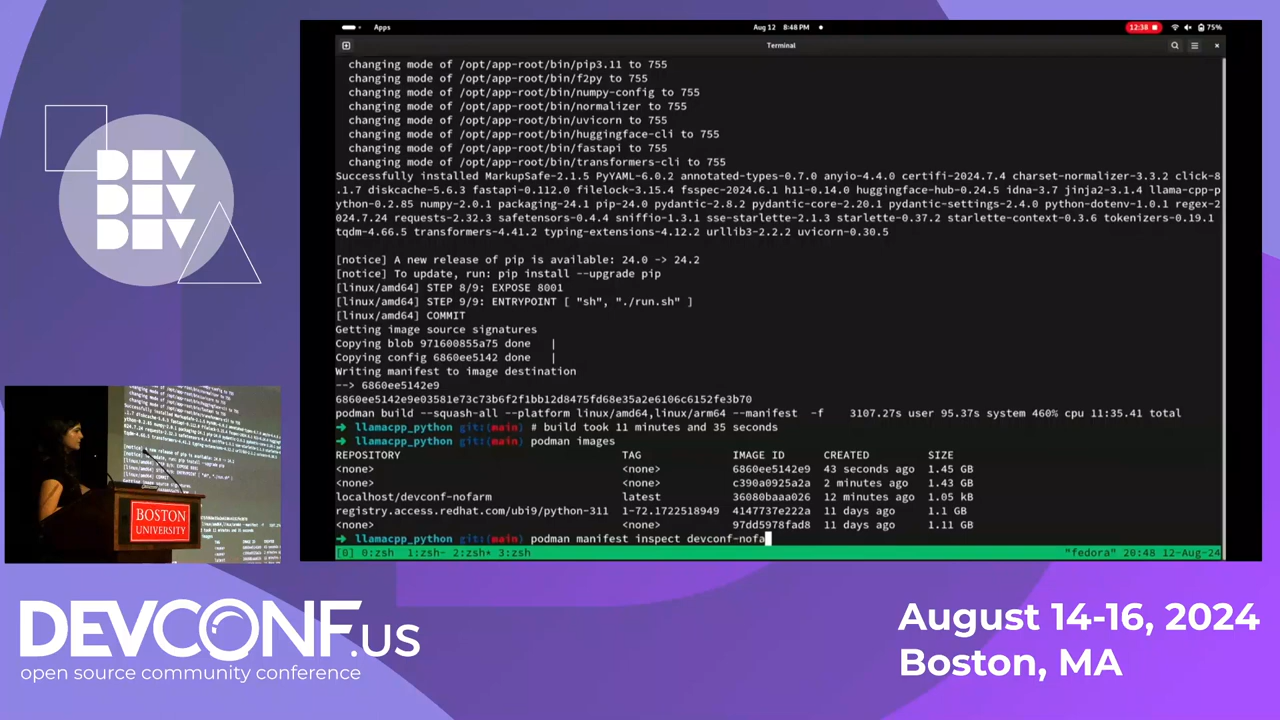 Apps
Aug 12 8:48 PM
12:38
75%
Terminal
changing mode of /opt/app-root/bin/pip3.11 to 755
changing mode of /opt/app-root/bin/f2py to 755
changing mode of /opt/app-root/bin/numpy-config to 755
changing mode of /opt/app-root/bin/normalizer to 755
changing mode of /opt/app-root/bin/uvicorn to 755
changing mode of /opt/app-root/bin/huggingface-cli to 755
changing mode of /opt/app-root/bin/fastapi to 755
changing mode of /opt/app-root/bin/transformers-cli to 755
Successfully installed MarkupSafe-2.1.5 PyYAML-6.0.2 annotated-types-0.7.0 anyio-4.4.0 certifi-2024.7.4 charset-normalizer-3.3.2 click-8
.1.7 diskcache-5.6.3 fastapi-0.112.0 filelock-3.15.4 fsspec-2024.6.1 h11-0.14.0 huggingface-hub-0.24.5 idna-3.7 jinja2-3.1.4 llama-cpp-p
ython-0.2.85 numpy-2.0.1 packaging-24.1 pip-24.0 pydantic-2.8.2 pydantic-core-2.20.1 pydantic-settings-2.4.0 python-dotenv-1.0.1 regex-2
024.7.24 requests-2.32.3 safetensors-0.4.4 sniffio-1.3.1 sse-starlette-2.1.3 starlette-0.37.2 starlette-context-0.3.6 tokenizers-0.19.1
tqdm-4.66.5 transformers-4.41.2 typing-extensions-4.12.2 urllib3-2.2.2 uvicorn-0.30.5
[notice] A new release of pip is available: 24.0 -> 24.2
[notice] To update, run: pip install --upgrade pip
[linux/amd64] STEP 8/9: EXPOSE 8001
[linux/amd64] STEP 9/9: ENTRYPOINT [ "sh", "./run.sh" ]
[linux/amd64] COMMIT
Getting image source signatures
Copying blob 971600855a75 done |
Copying config 6860ee5142 done |
Writing manifest to image destination
--> 6860ee5142e9
6860ee5142e9030581e73c73b6f2f1bb12d8475fd68e35a2e6106c6152fe3b70
podman build --squash-all --platform linux/amd64,linux/arm64 --manifest -f 3107.27s user 95.37s system 460% cpu 11:35.41 total
➜ llamacpp_python git:(main) # build took 11 minutes and 35 seconds
➜ llamacpp_python git:(main) podman images
REPOSITORY TAG IMAGE ID CREATED SIZE
<none> <none> 6860ee5142e9 43 seconds ago 1.45 GB
<none> <none> c390a0925a2a 2 minutes ago 1.43 GB
localhost/devconf-nofarm latest 36080baaa026 12 minutes ago 1.05 kB
registry.access.redhat.com/ubi9/python-311 1-72.1722518949 4147737e222a 11 days ago 1.1 GB
<none> <none> 97dd5978fad8 11 days ago 1.11 GB
➜ llamacpp_python git:(main) podman manifest inspect devconf-nofa
[0] 0:zsh 1:zsh- 2:zsh* 3:zsh "fedora" 20:48 12-Aug-24
DEV
DEV
BOSTON
UNIVERSITY
DEVCONF.US
open source community conference
August 14-16, 2024
Boston, MA